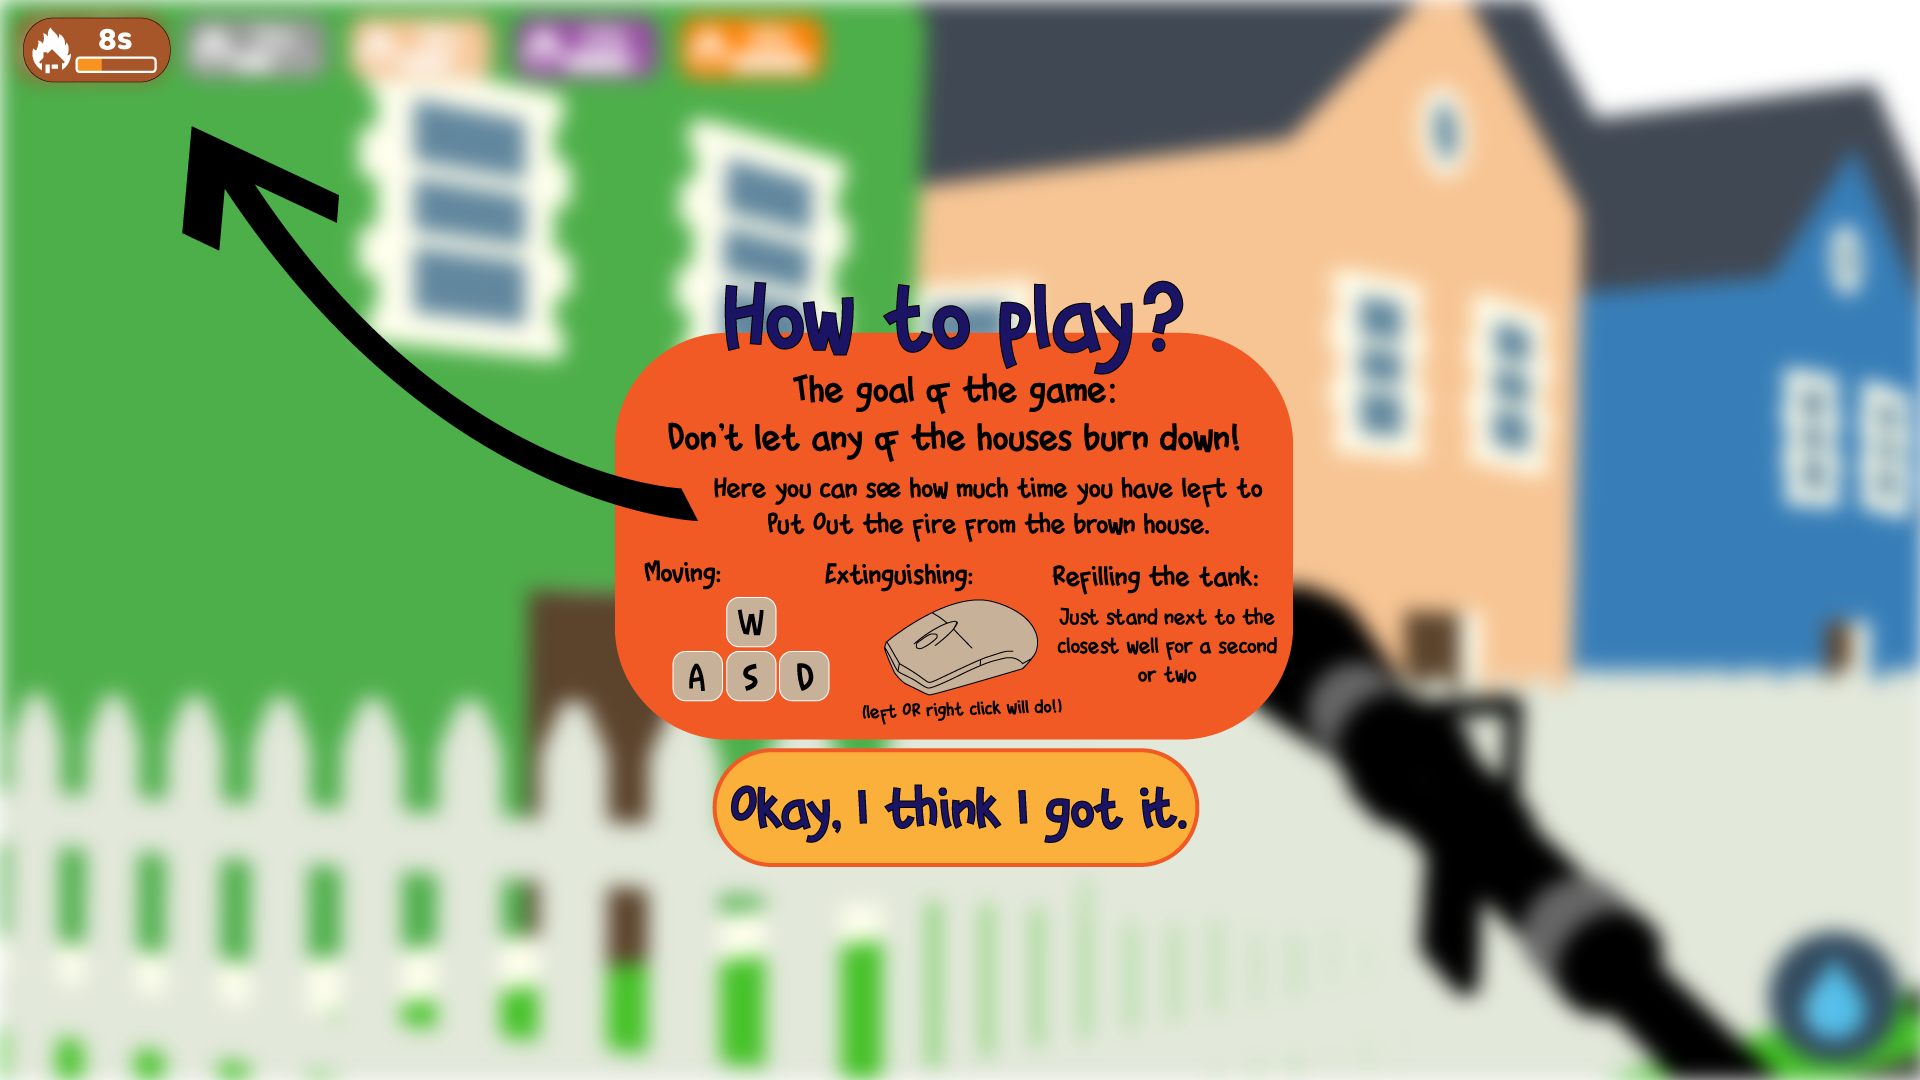 8s
How to play?
The goal of the game:
Don't let any of the houses burn down!
Here you can see how much time you have left to
Put Out the fire from the brown house.
Moving:
W
A S D
Extinguishing:
(left OR right click will do!)
Refilling the tank:
Just stand next to the
closest well for a second
or two
Okay, I think I got it.